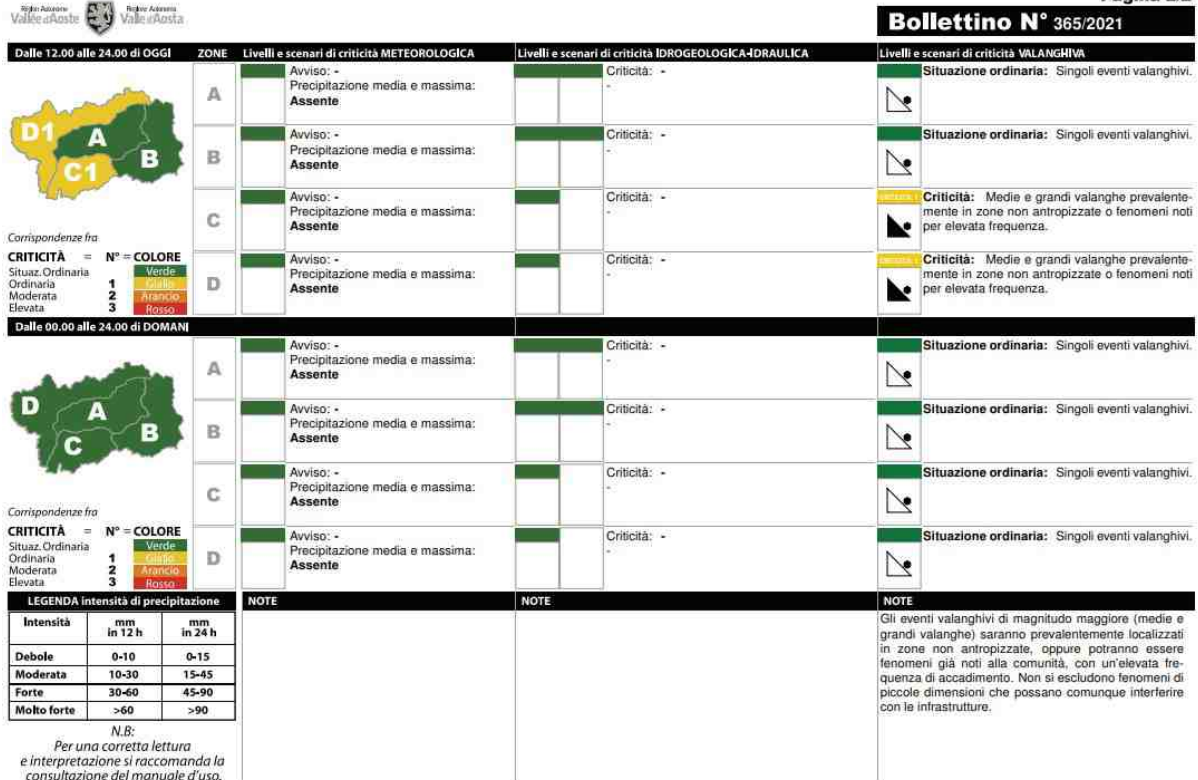 Région Autonome Regione Autonoma
Vallée d'Aoste Valle d'Aosta
Bollettino N° 365/2021
Dalle 12.00 alle 24.00 di OGGI ZONE Livelli e scenari di criticità METEOROLOGICA Livelli e scenari di criticità IDROGEOLOGICA-IDRAULICA Livelli e scenari di criticità VALANGHIVA
D1 A B C1
A Avviso: - Criticità: - Situazione ordinaria: Singoli eventi valanghivi.
Precipitazione media e massima: -
Assente
B Avviso: - Criticità: - Situazione ordinaria: Singoli eventi valanghivi.
Precipitazione media e massima: -
Assente
C Avviso: - Criticità: - Criticità: Medie e grandi valanghe prevalente-
Precipitazione media e massima: - mente in zone non antropizzate o fenomeni noti
Assente per elevata frequenza.
D Avviso: - Criticità: - Criticità: Medie e grandi valanghe prevalente-
Precipitazione media e massima: - mente in zone non antropizzate o fenomeni noti
Assente per elevata frequenza.
Corrispondenze fra
CRITICITÀ = N° = COLORE
Situaz. Ordinaria Verde
Ordinaria 1 Giallo
Moderata 2 Arancio
Elevata 3 Rosso
Dalle 00.00 alle 24.00 di DOMANI
D A B C
A Avviso: - Criticità: - Situazione ordinaria: Singoli eventi valanghivi.
Precipitazione media e massima: -
Assente
B Avviso: - Criticità: - Situazione ordinaria: Singoli eventi valanghivi.
Precipitazione media e massima: -
Assente
C Avviso: - Criticità: - Situazione ordinaria: Singoli eventi valanghivi.
Precipitazione media e massima: -
Assente
D Avviso: - Criticità: - Situazione ordinaria: Singoli eventi valanghivi.
Precipitazione media e massima: -
Assente
Corrispondenze fra
CRITICITÀ = N° = COLORE
Situaz. Ordinaria Verde
Ordinaria 1 Giallo
Moderata 2 Arancio
Elevata 3 Rosso
LEGENDA intensità di precipitazione NOTE NOTE NOTE
Intensità mm in 12 h mm in 24 h
Debole 0-10 0-15
Moderata 10-30 15-45
Forte 30-60 45-90
Molto forte >60 >90
N.B:
Per una corretta lettura
e interpretazione si raccomanda la
consultazione del manuale d'uso.
Gli eventi valanghivi di magnitudo maggiore (medie e
grandi valanghe) saranno prevalentemente localizzati
in zone non antropizzate, oppure potranno essere
fenomeni già noti alla comunità, con un'elevata fre-
quenza di accadimento. Non si escludono fenomeni di
piccole dimensioni che possano comunque interferire
con le infrastrutture.